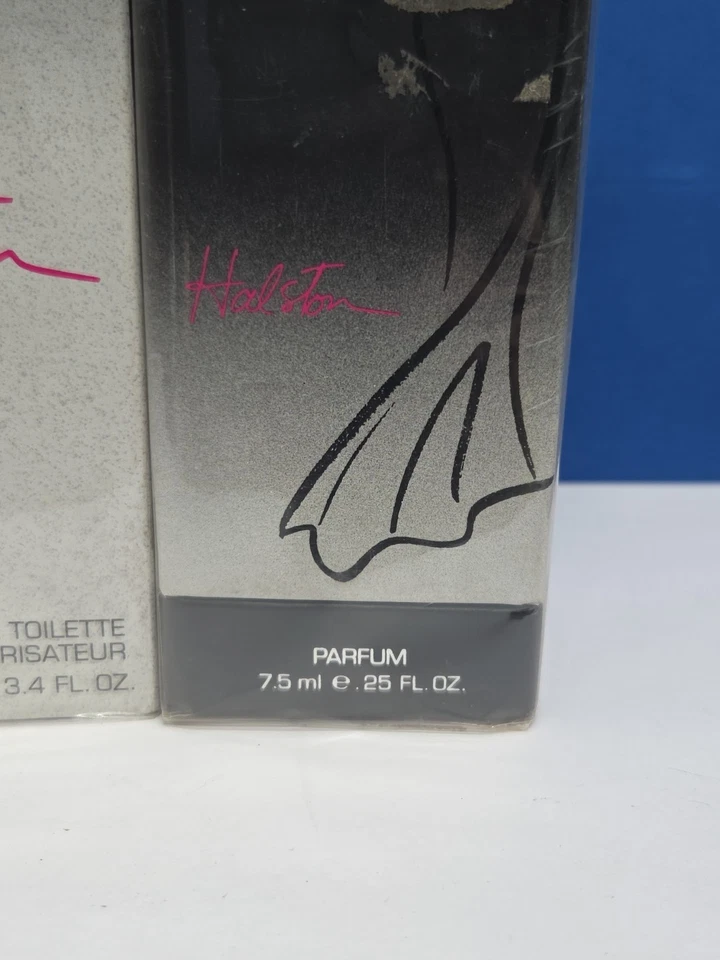 Halston
PARFUM
7.5 ml e .25 FL. OZ.
TOILETTE
RISATEUR
3.4 FL. OZ.